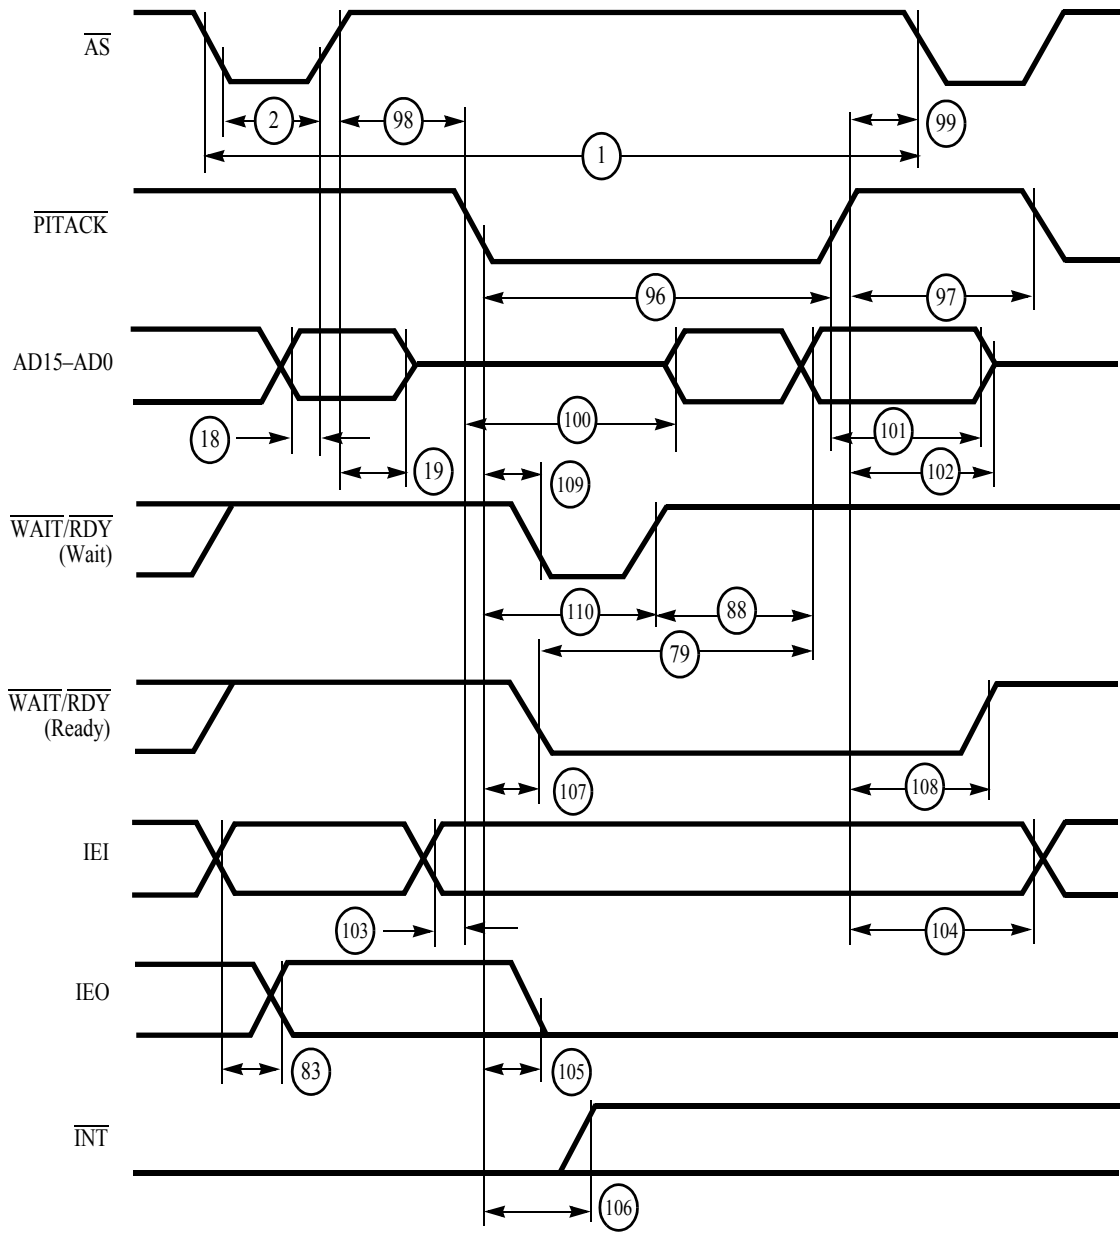 AS
2
98
99
1
PITACK
96
97
AD15–AD0
100
101
18
19
109
102
WAIT/RDY
(Wait)
110
88
79
WAIT/RDY
(Ready)
107
108
IEI
103
104
IEO
83
105
INT
106